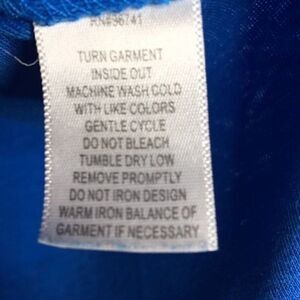 RN#96741
TURN GARMENT
INSIDE OUT
MACHINE WASH COLD
WITH LIKE COLORS
GENTLE CYCLE
DO NOT BLEACH
TUMBLE DRY LOW
REMOVE PROMPTLY
DO NOT IRON DESIGN
WARM IRON BALANCE OF
GARMENT IF NECESSARY